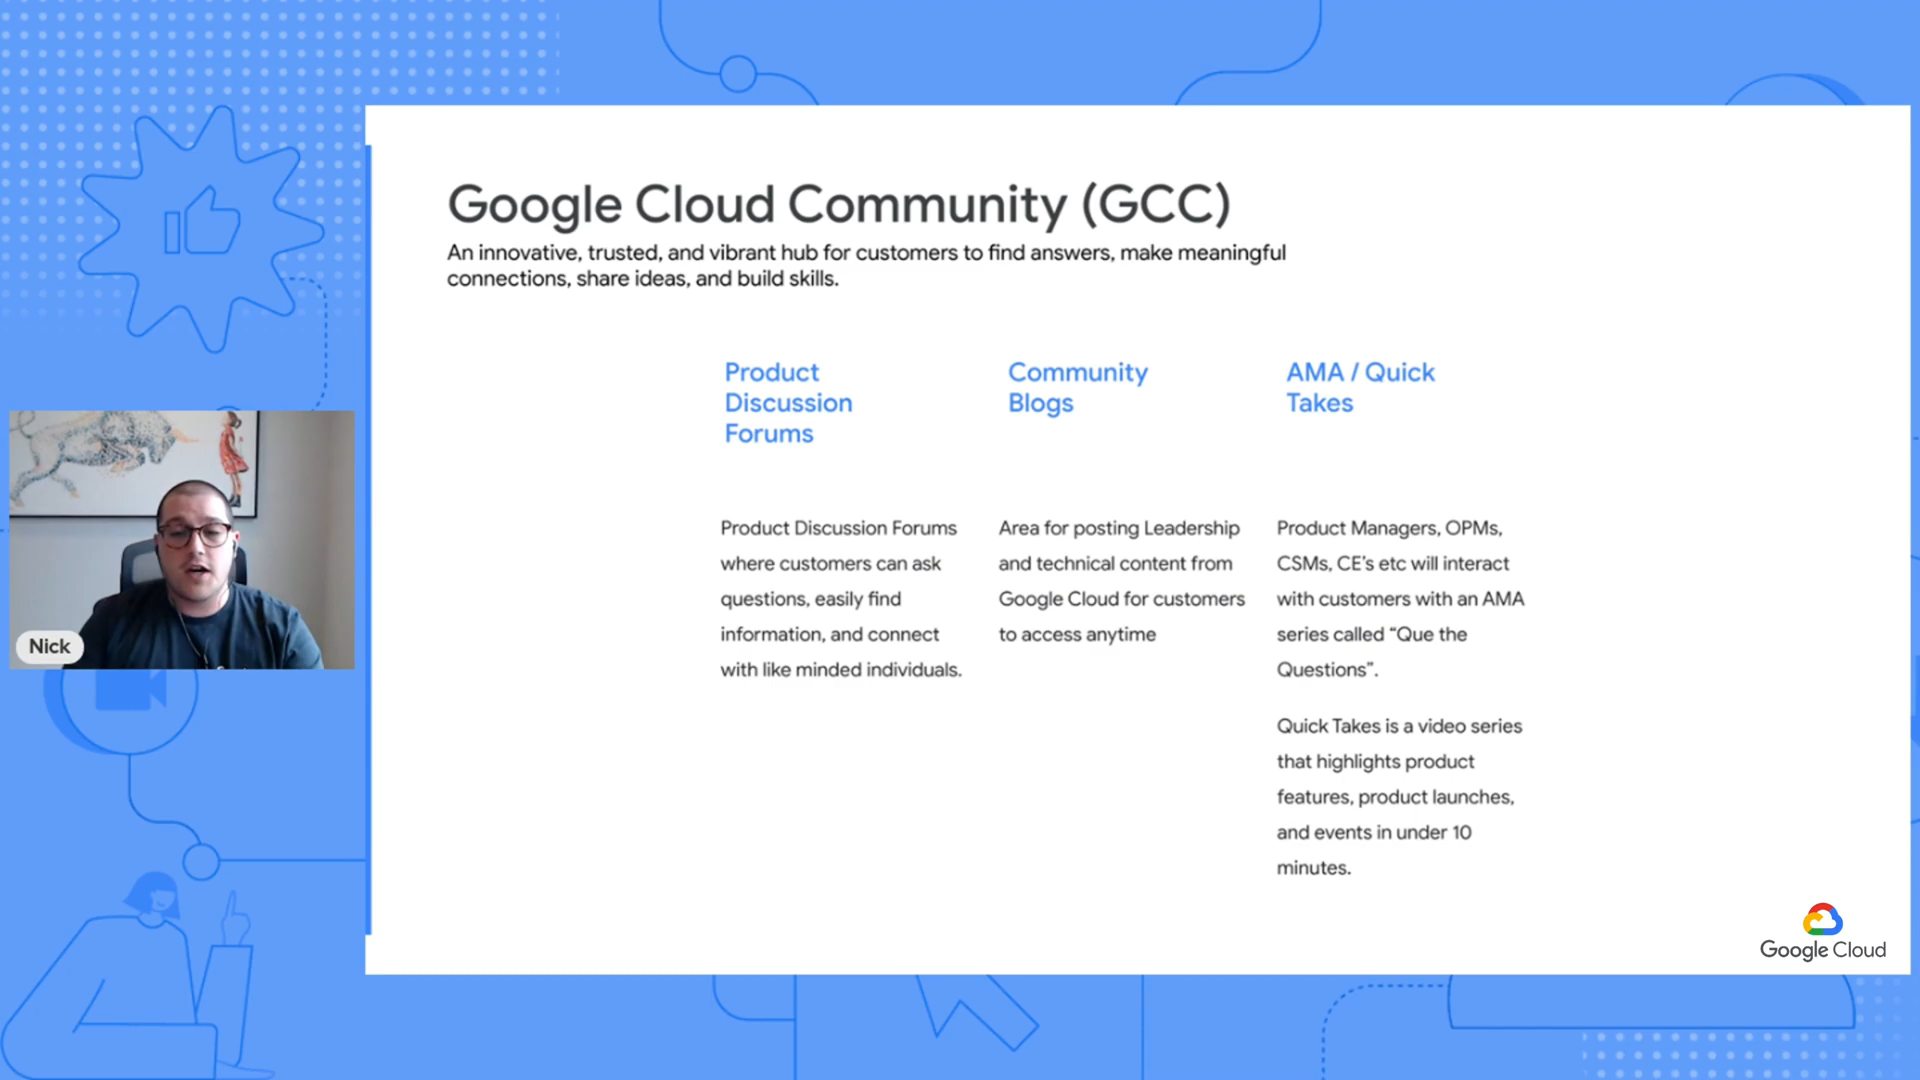 Google Cloud Community (GCC)
An innovative, trusted, and vibrant hub for customers to find answers, make meaningful
connections, share ideas, and build skills.
Product
Discussion
Forums
Community
Blogs
AMA / Quick
Takes
Product Discussion Forums
where customers can ask
questions, easily find
information, and connect
with like minded individuals.
Area for posting Leadership
and technical content from
Google Cloud for customers
to access anytime
Product Managers, OPMs,
CSMs, CE's etc will interact
with customers with an AMA
series called “Que the
Questions”.
Quick Takes is a video series
that highlights product
features, product launches,
and events in under 10
minutes.
Nick
Google Cloud